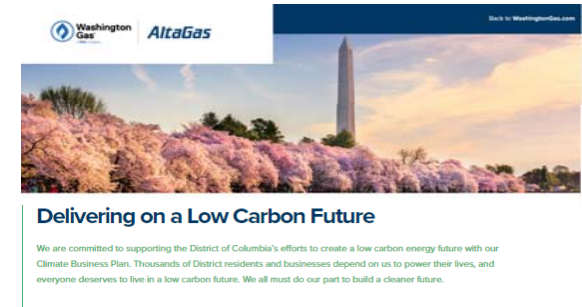 Back to WashingtonGas.com
Washington
Gas
AltaGas
Delivering on a Low Carbon Future
We are committed to supporting the District of Columbia's efforts to create a low carbon energy future with our
Climate Business Plan. Thousands of District residents and businesses depend on us to power their lives, and
everyone deserves to live in a low carbon future. We all must do our part to build a cleaner future.